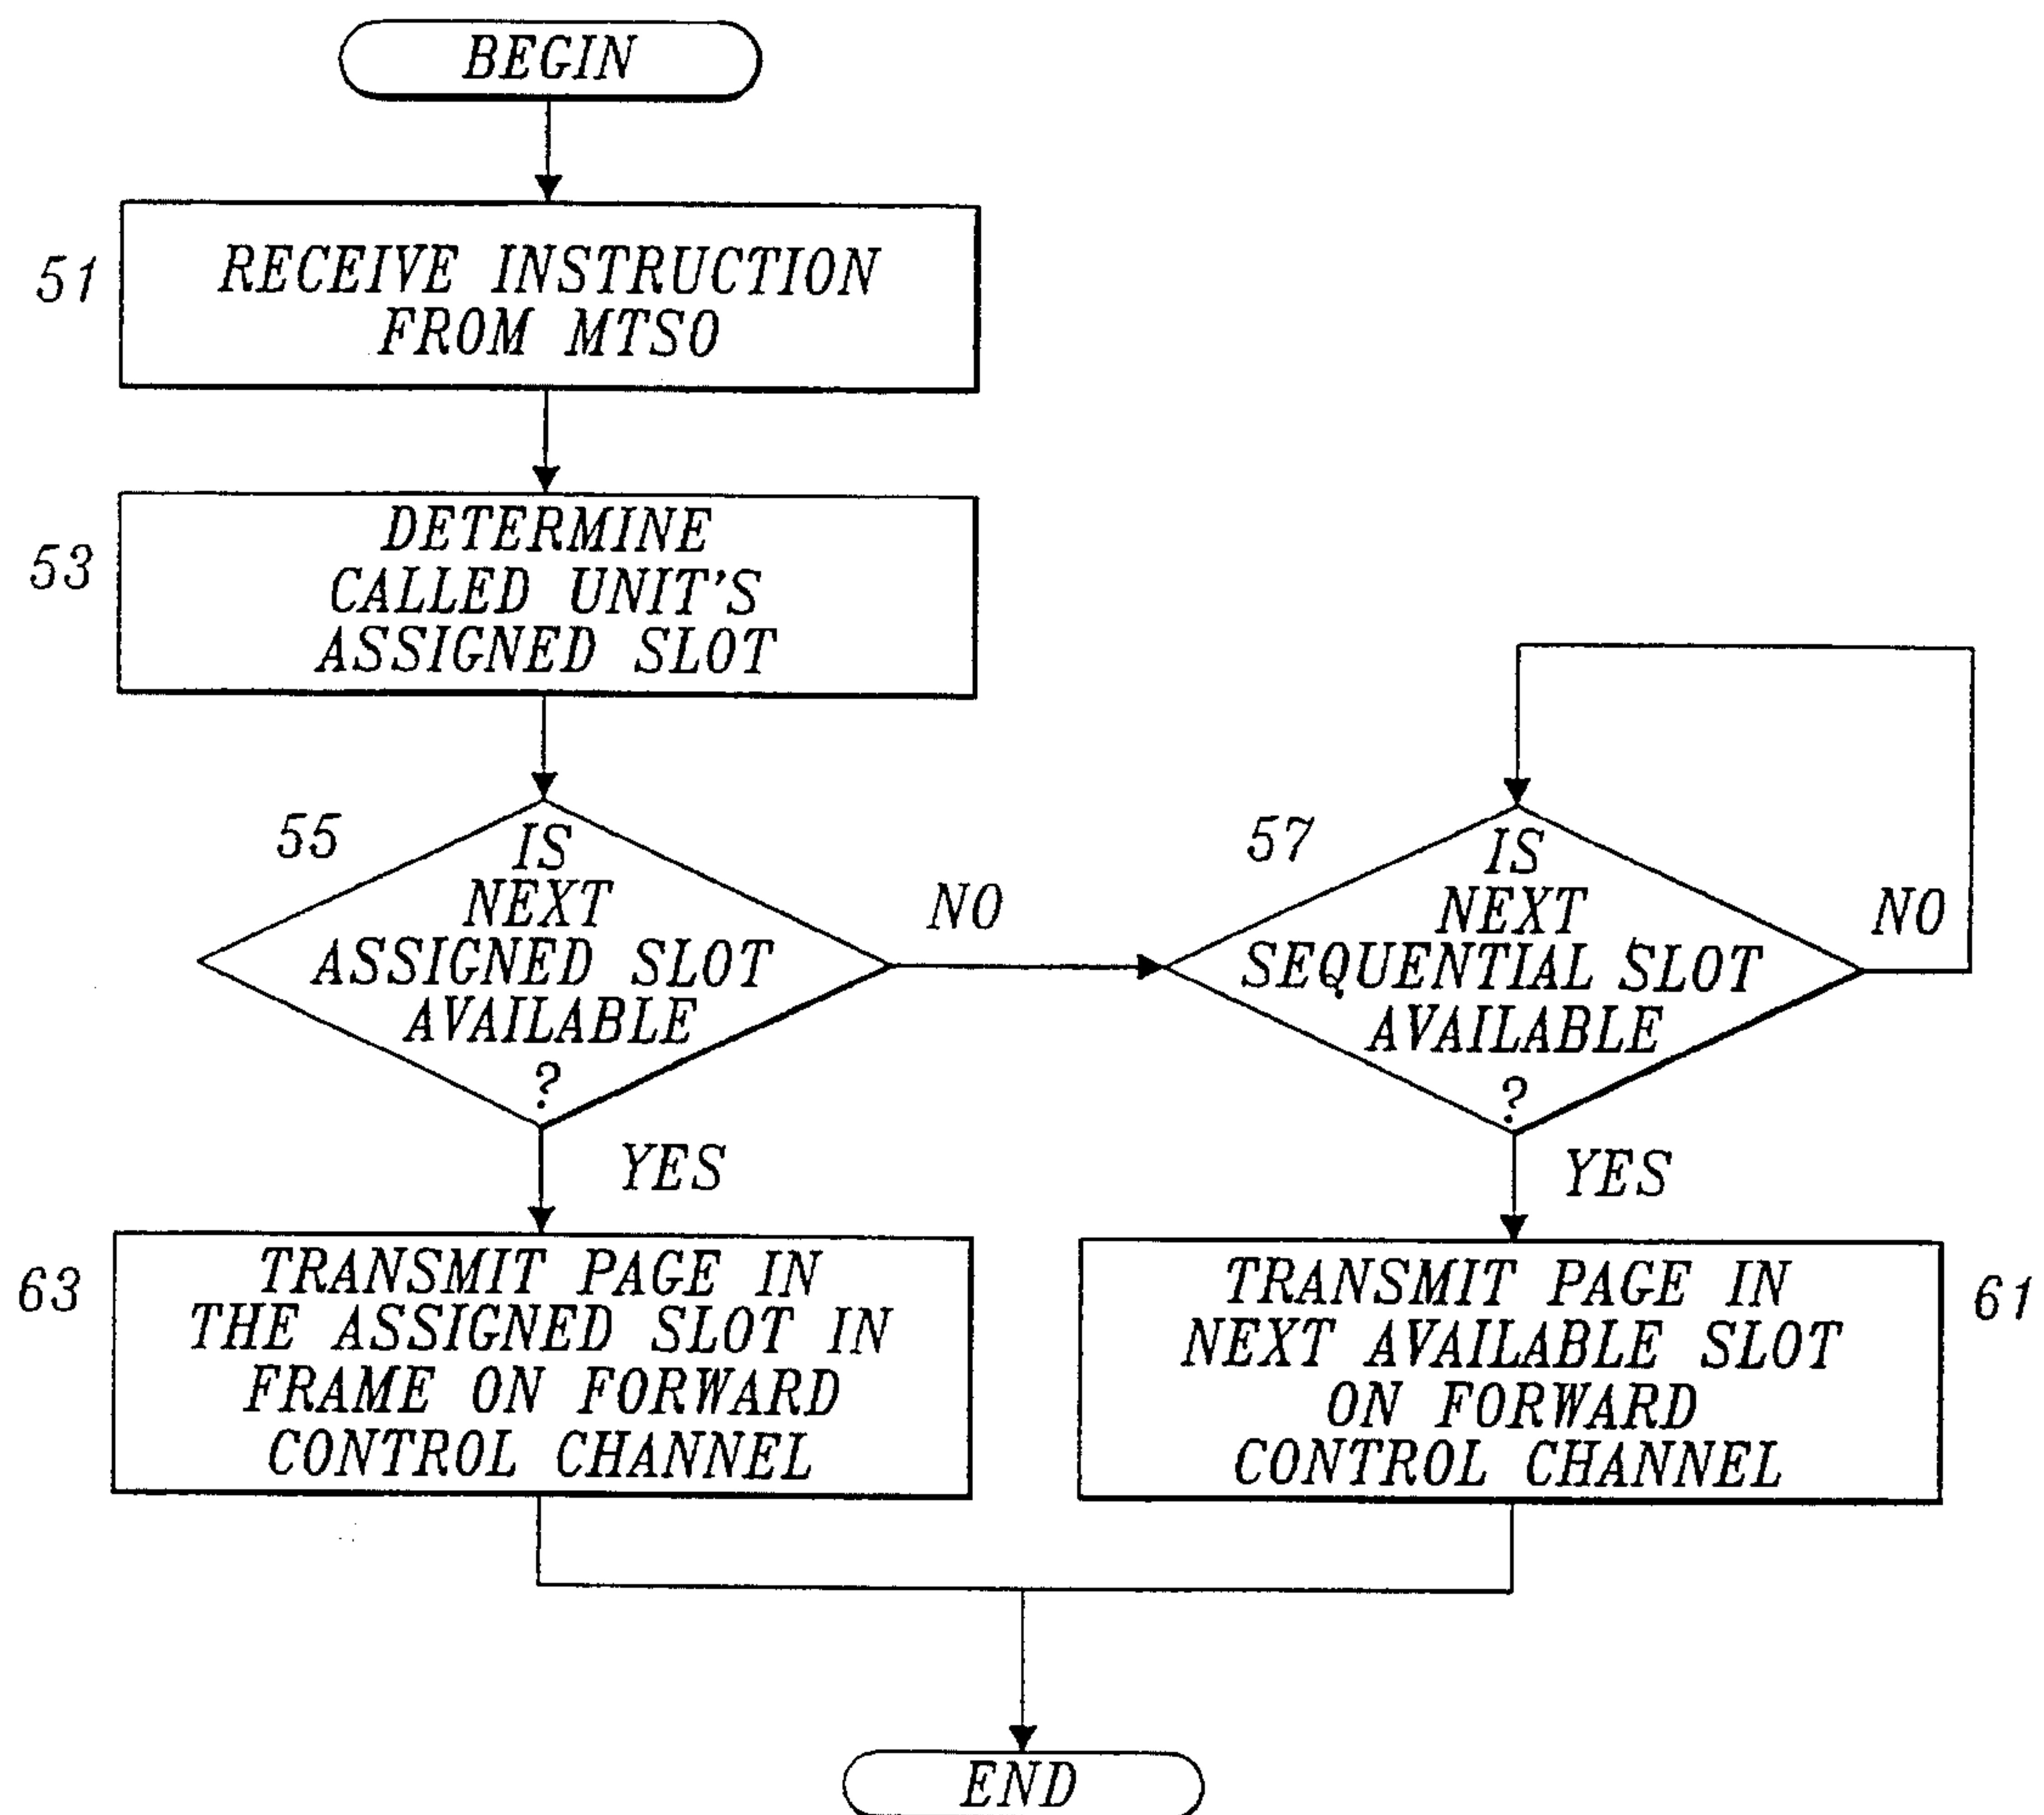 BEGIN
51
RECEIVE INSTRUCTION
FROM MTSO
53
DETERMINE
CALLED UNIT'S
ASSIGNED SLOT
55
IS
NEXT
ASSIGNED SLOT
AVAILABLE
?
NO
57
IS
NEXT
SEQUENTIAL SLOT
AVAILABLE
?
NO
YES
YES
63
TRANSMIT PAGE IN
THE ASSIGNED SLOT IN
FRAME ON FORWARD
CONTROL CHANNEL
TRANSMIT PAGE IN
NEXT AVAILABLE SLOT
ON FORWARD
CONTROL CHANNEL
61
END